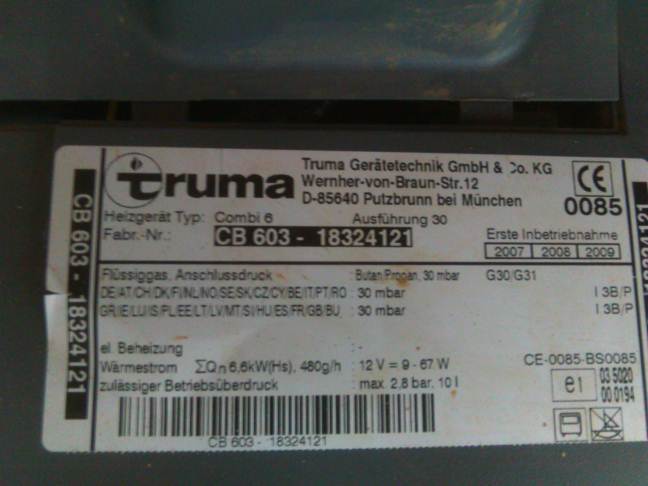 truma
Truma Gerätetechnik GmbH & Co. KG
Wernher-von-Braun-Str.12
D-85640 Putzbrunn bei München
CE
0085
Heizgerät Typ: Combi 6 Ausführung 30
Fabr.-Nr.: CB 603 - 18324121
Erste Inbetriebnahme
2007 2008 2009
Flüssiggas, Anschlussdruck : Butan/Propan, 30 mbar G30/G31
DE/AT/CH/DK/FI/NL/NO/SE/SK/CZ/CY/BE/IT/PT/RO : 30 mbar I 3B/P
GR/IE/LU/IS/PL/EE/LT/LV/MT/SI/HU/ES/FR/GB/BU : 30 mbar I 3B/P
el. Beheizung : -
Wärmestrom ΣQn 6,6kW(Hs), 480g/h : 12 V = 9 - 67 W
CE-0085-BS0085
zulässiger Betriebsüberdruck : max. 2,8 bar. 10 l
e1 03 5020
00 0194
CB 603 - 18324121
CB 603 - 18324121
18324121